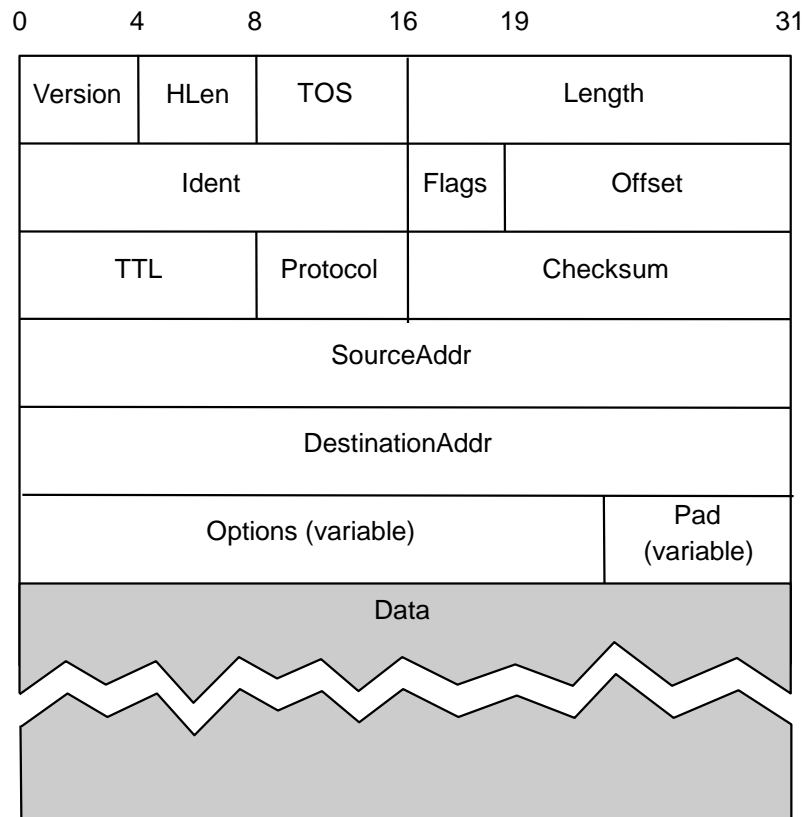 0 4 8 16 19 31
Version HLen TOS Length
Ident Flags Offset
TTL Protocol Checksum
SourceAddr
DestinationAddr
Options (variable) Pad
(variable)
Data